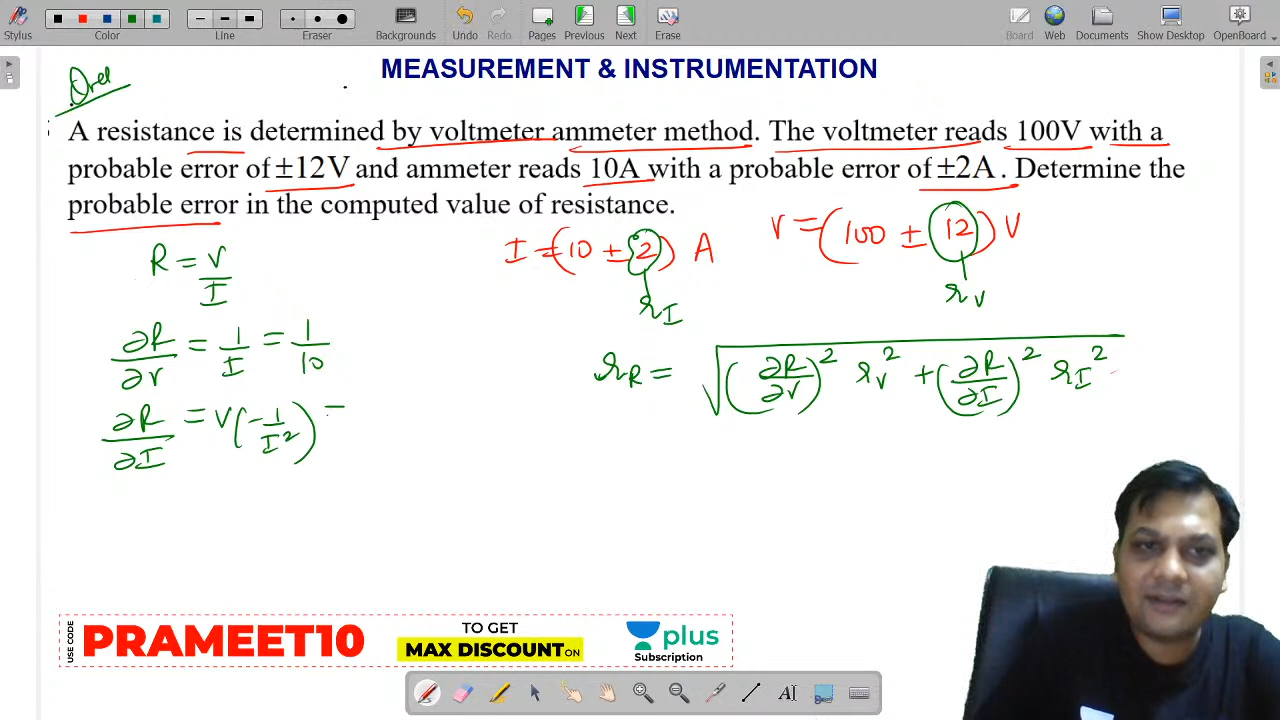 Stylus
Color
Line
Eraser
Backgrounds
Undo
Redo
Pages
Previous
Next
Erase
Board
Web
Documents
Show Desktop
OpenBoard
MEASUREMENT & INSTRUMENTATION
A resistance is determined by voltmeter ammeter method. The voltmeter reads 100V with a
probable error of ±12V and ammeter reads 10A with a probable error of ±2A. Determine the
probable error in the computed value of resistance.
I = (10 ± 2) A
r_I
V = (100 ± 12) V
r_V
R = V/I
∂R/∂V = 1/I = 1/10
∂R/∂I = V(-1/I²) =
r_R = √((∂R/∂V)² r_V² + (∂R/∂I)² r_I²)
USE CODE
PRAMEET10
TO GET
MAX DISCOUNT ON
plus
Subscription